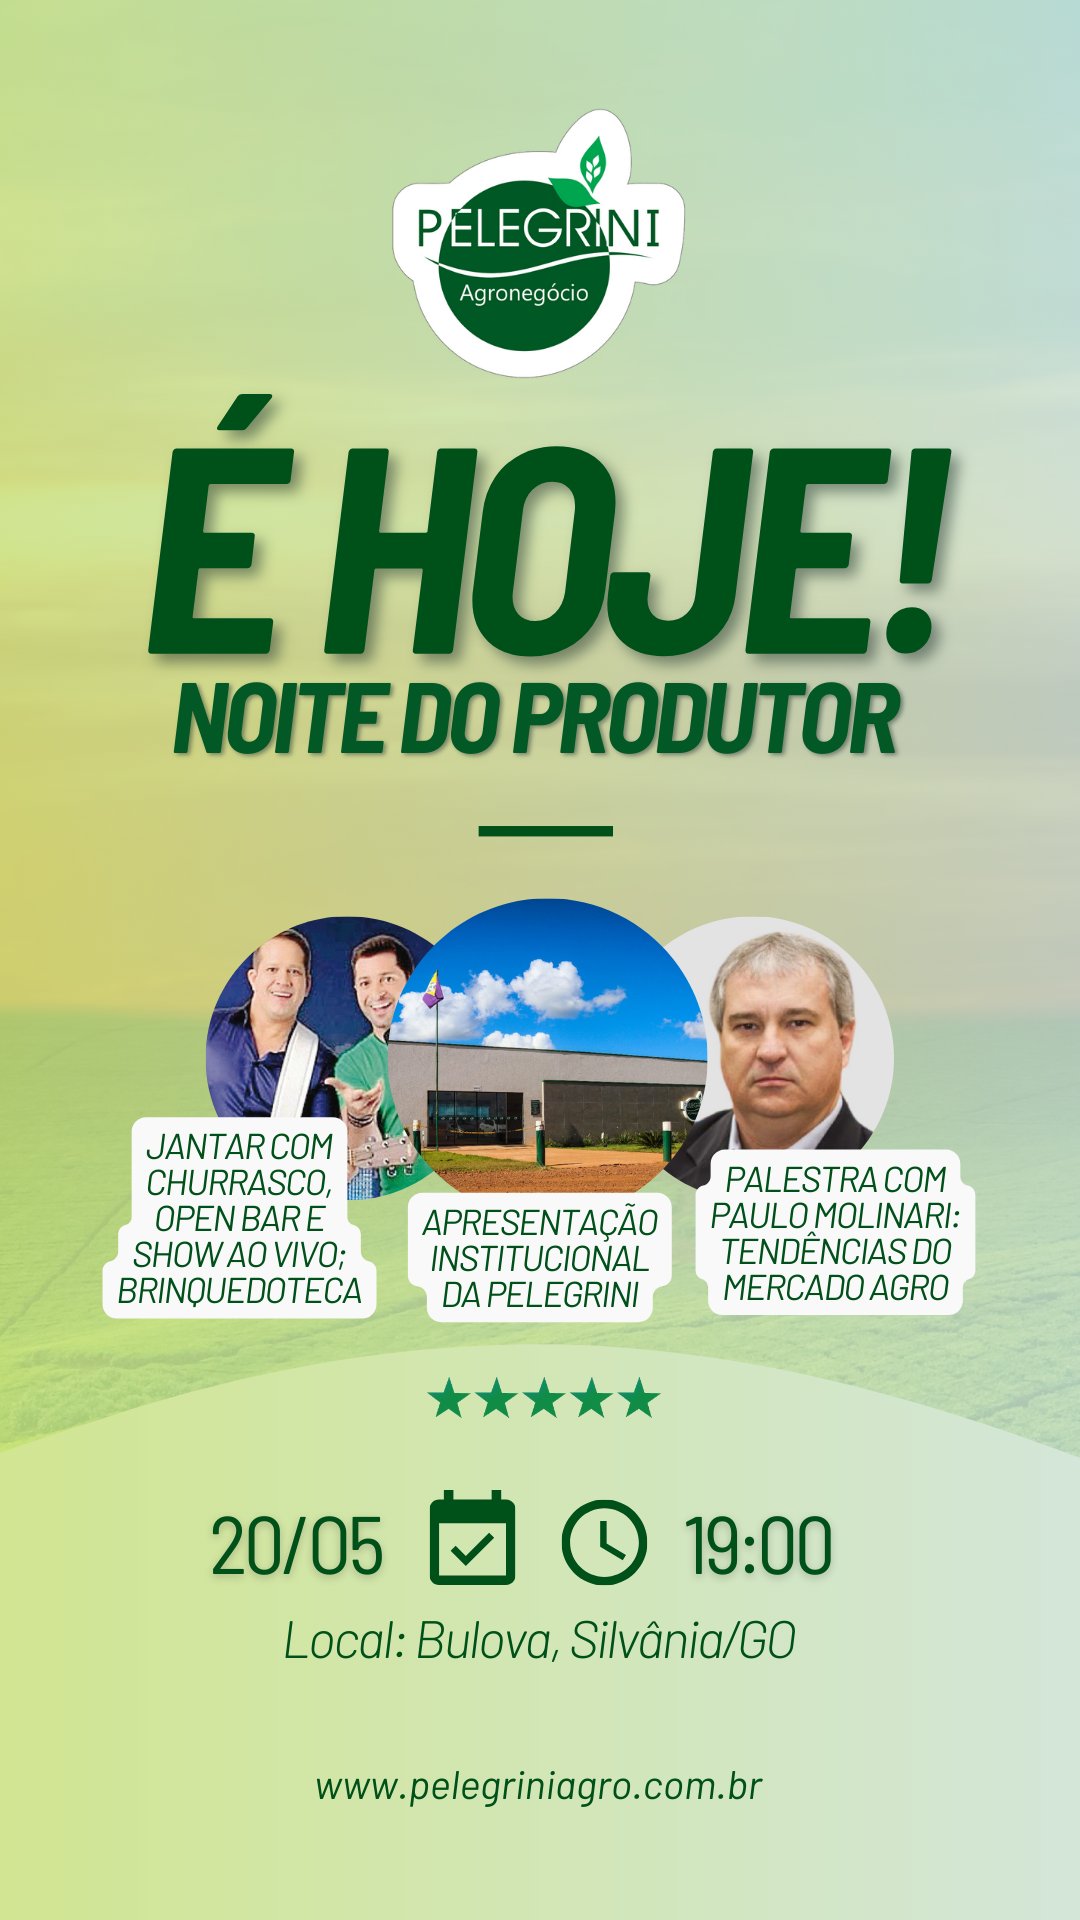 PELEGRINI
Agronegócio
É HOJE!
NOITE DO PRODUTOR
JANTAR COM
CHURRASCO,
OPEN BAR E
SHOW AO VIVO;
BRINQUEDOTECA
APRESENTAÇÃO
INSTITUCIONAL
DA PELEGRINI
PALESTRA COM
PAULO MOLINARI:
TENDÊNCIAS DO
MERCADO AGRO
20/05
19:00
Local: Bulova, Silvânia/GO
www.pelegriniagro.com.br